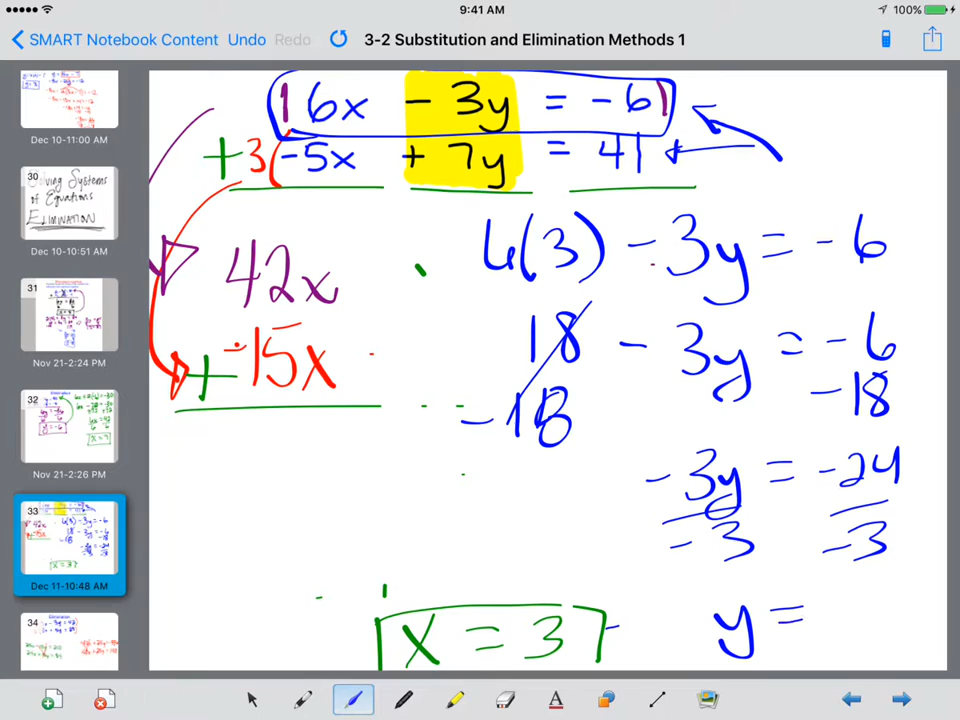 9:41 AM
100%
SMART Notebook Content
Undo
Redo
3-2 Substitution and Elimination Methods 1
Dec 10-11:00 AM
30
Solving Systems
of Equations
ELIMINATION
Dec 10-10:51 AM
31
Nov 21-2:24 PM
32
Nov 21-2:26 PM
33
Dec 11-10:48 AM
34
6x - 3y = -6
+ 3(-5x + 7y = 41
42x
+ -15x
6(3) - 3y = -6
18 - 3y = -6
-18 -18
-3y = -24
-3 -3
x = 3
y =